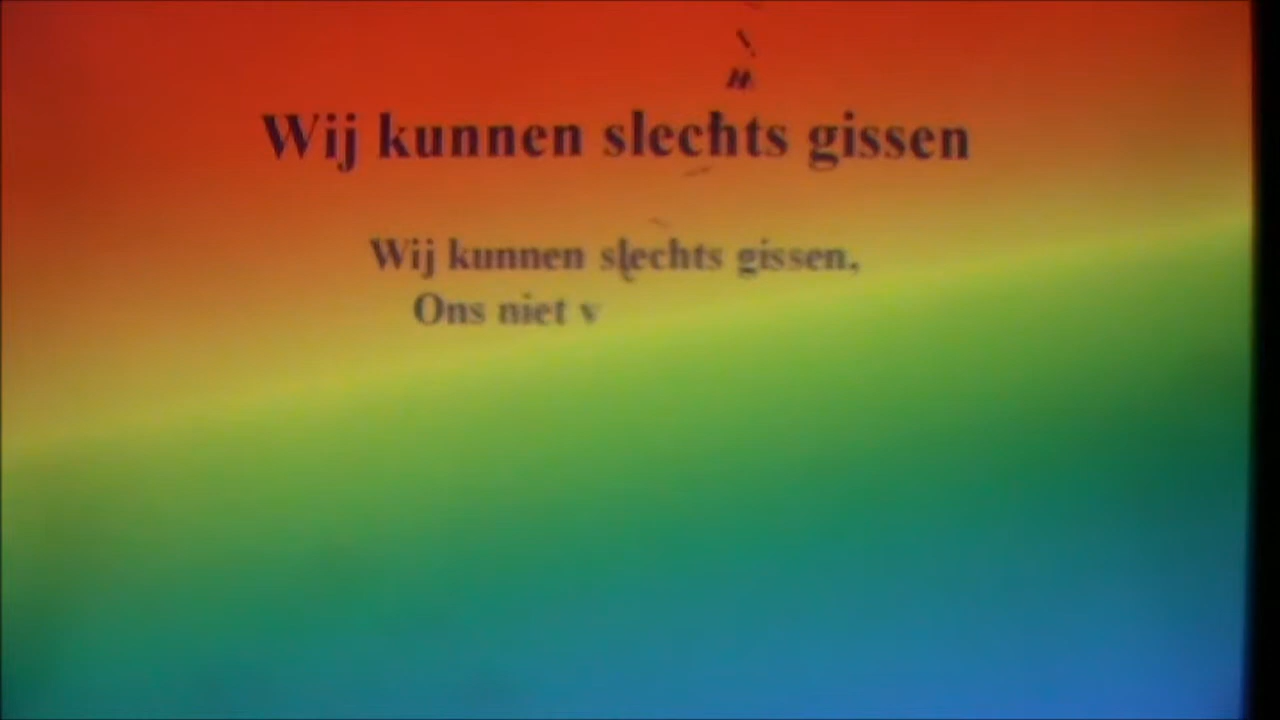 Wij kunnen slechts gissen
Wij kunnen slechts gissen,
Ons niet v